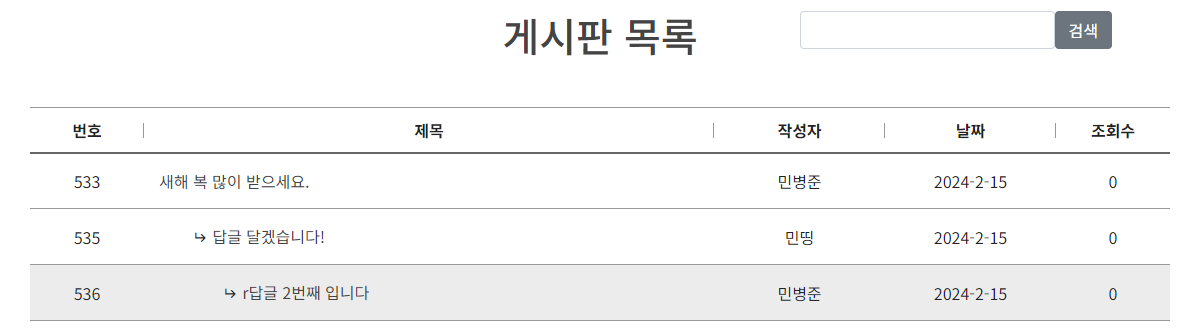 게시판 목록
검색
번호 제목 작성자 날짜 조회수
533 새해 복 많이 받으세요. 민병준 2024-2-15 0
535 ↳ 답글 달겠습니다! 민띵 2024-2-15 0
536 ↳ r답글 2번째 입니다 민병준 2024-2-15 0